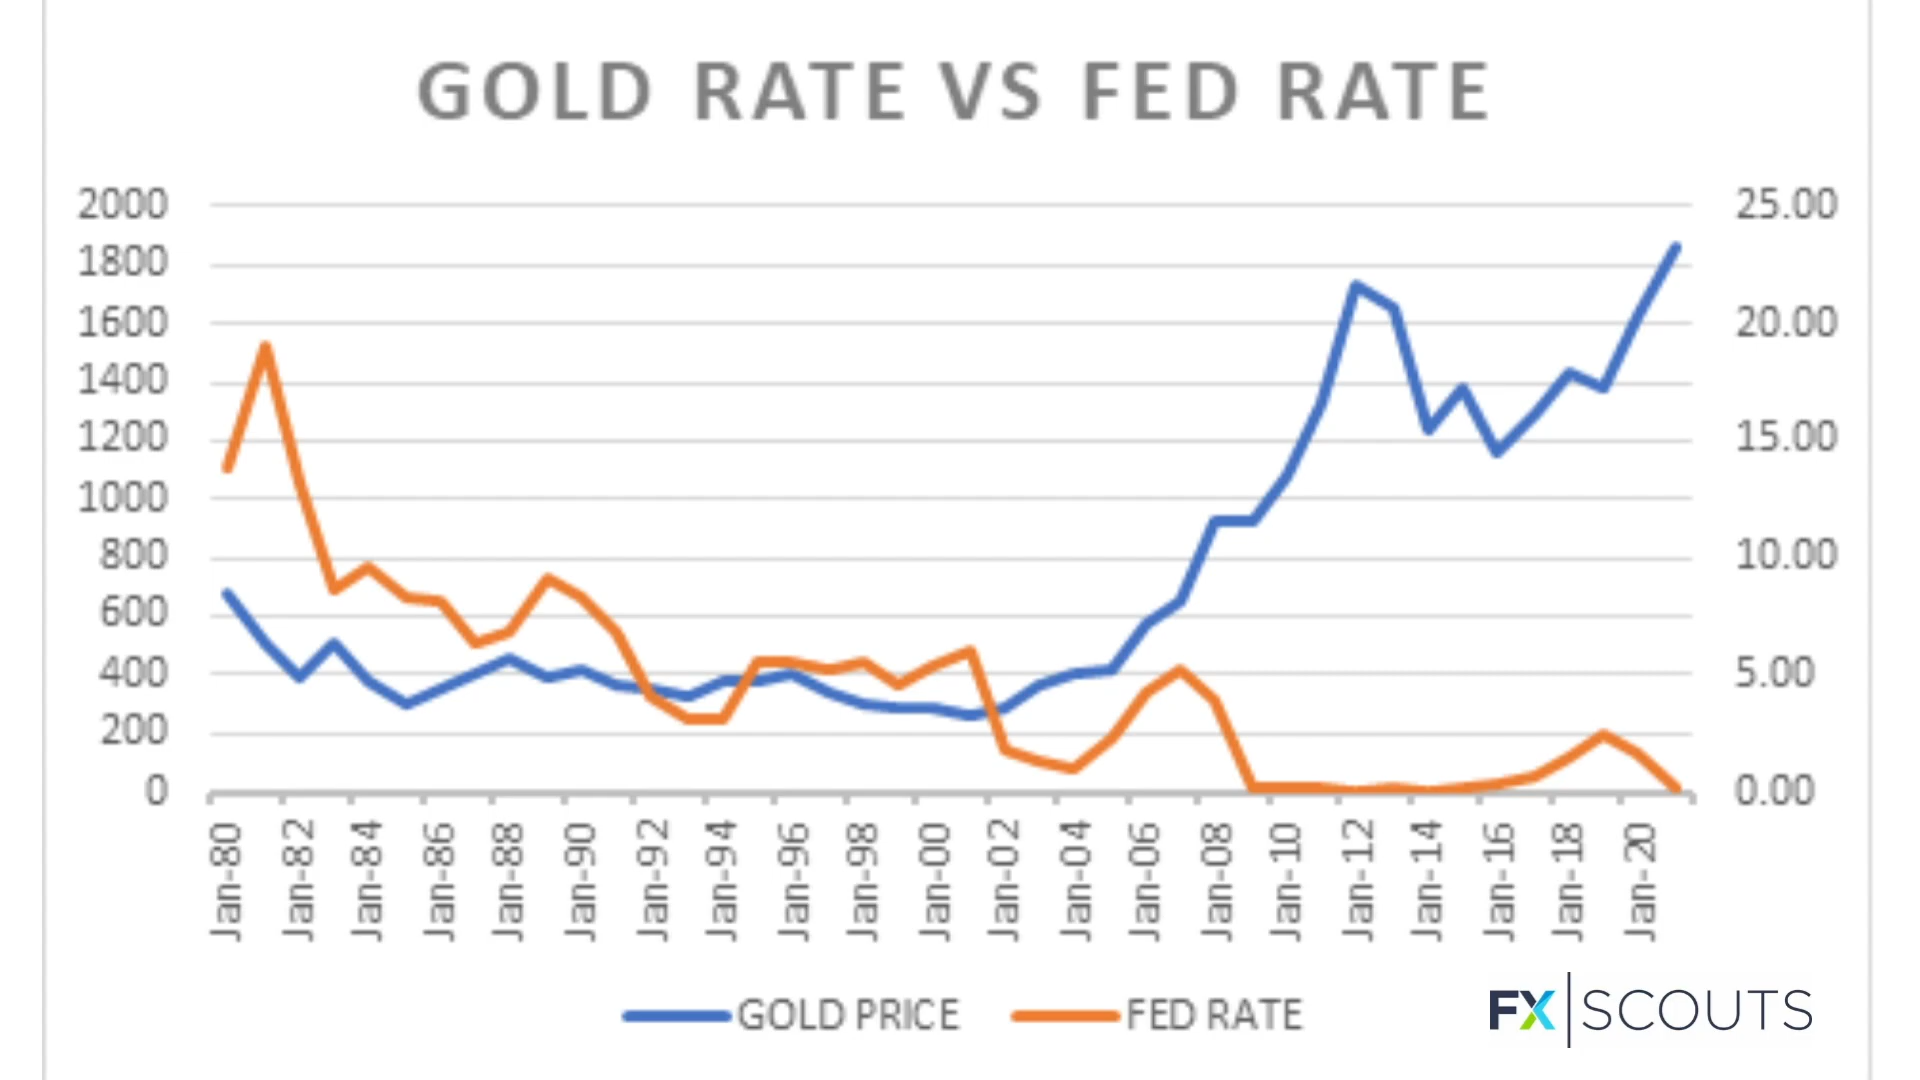 GOLD RATE VS FED RATE
2000
1800
1600
1400
1200
1000
800
600
400
200
0
25.00
20.00
15.00
10.00
5.00
0.00
Jan-80
Jan-82
Jan-84
Jan-86
Jan-88
Jan-90
Jan-92
Jan-94
Jan-96
Jan-98
Jan-00
Jan-02
Jan-04
Jan-06
Jan-08
Jan-10
Jan-12
Jan-14
Jan-16
Jan-18
Jan-20
GOLD PRICE
FED RATE
FX|SCOUTS